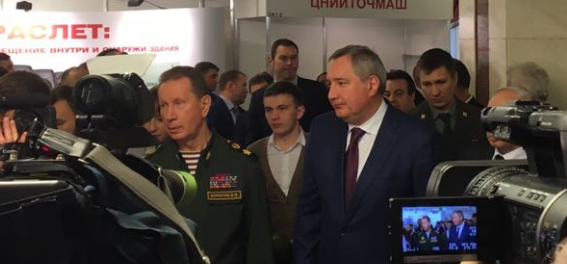 ЦНИИТОЧМАШ
РАСЛЕТ:
ЕЩЕНИЕ ВНУТРИ И СНАРУЖИ ЗДАНИЯ